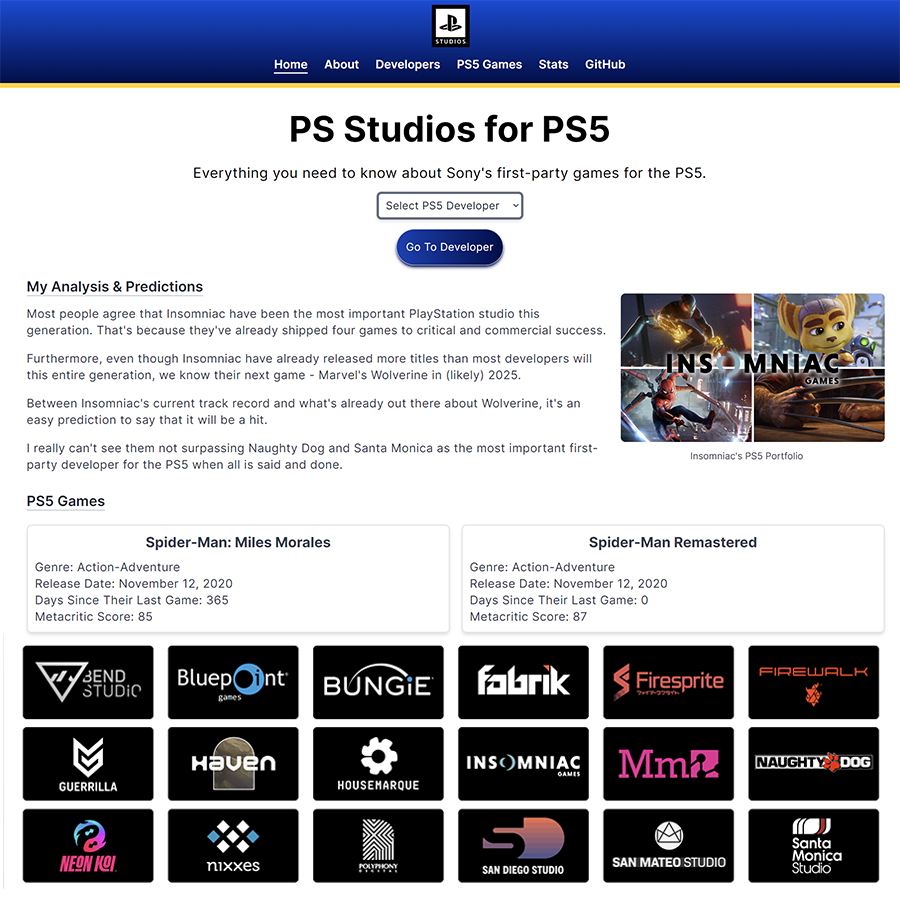 STUDIOS
Home About Developers PS5 Games Stats GitHub
PS Studios for PS5
Everything you need to know about Sony's first-party games for the PS5.
Select PS5 Developer
Go To Developer
My Analysis & Predictions
Most people agree that Insomniac have been the most important PlayStation studio this
generation. That's because they've already shipped four games to critical and commercial success.
Furthermore, even though Insomniac have already released more titles than most developers will
this entire generation, we know their next game - Marvel's Wolverine in (likely) 2025.
Between Insomniac's current track record and what's already out there about Wolverine, it's an
easy prediction to say that it will be a hit.
I really can't see them not surpassing Naughty Dog and Santa Monica as the most important first-
party developer for the PS5 when all is said and done.
INSOMNIAC
GAMES
Insomniac's PS5 Portfolio
PS5 Games
Spider-Man: Miles Morales
Genre: Action-Adventure
Release Date: November 12, 2020
Days Since Their Last Game: 365
Metacritic Score: 85
Spider-Man Remastered
Genre: Action-Adventure
Release Date: November 12, 2020
Days Since Their Last Game: 0
Metacritic Score: 87
BEND
STUDIO
Bluepoint
games
BUNGiE
fabrik
Firesprite
ファイアースプライト
FIREWALK
GUERRILLA
HAVEN
HOUSEMARQUE
INSOMNIAC
GAMES
Mm
NAUGHTY DOG
NEON KOI
nixxes
POLYPHONY
DIGITAL
SAN DIEGO STUDIO
SAN MATEO STUDIO
Santa
Monica
Studio